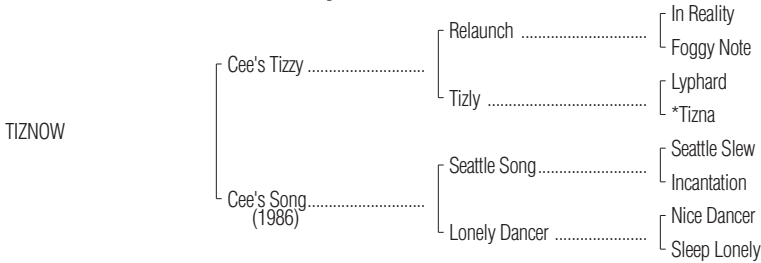 In Reality
Relaunch ..............................
Foggy Note
Cee's Tizzy ............................
Lyphard
Tizly ......................................
*Tizna
TIZNOW
Seattle Slew
Seattle Song..........................
Incantation
Cee's Song............................
(1986)
Nice Dancer
Lonely Dancer ......................
Sleep Lonely